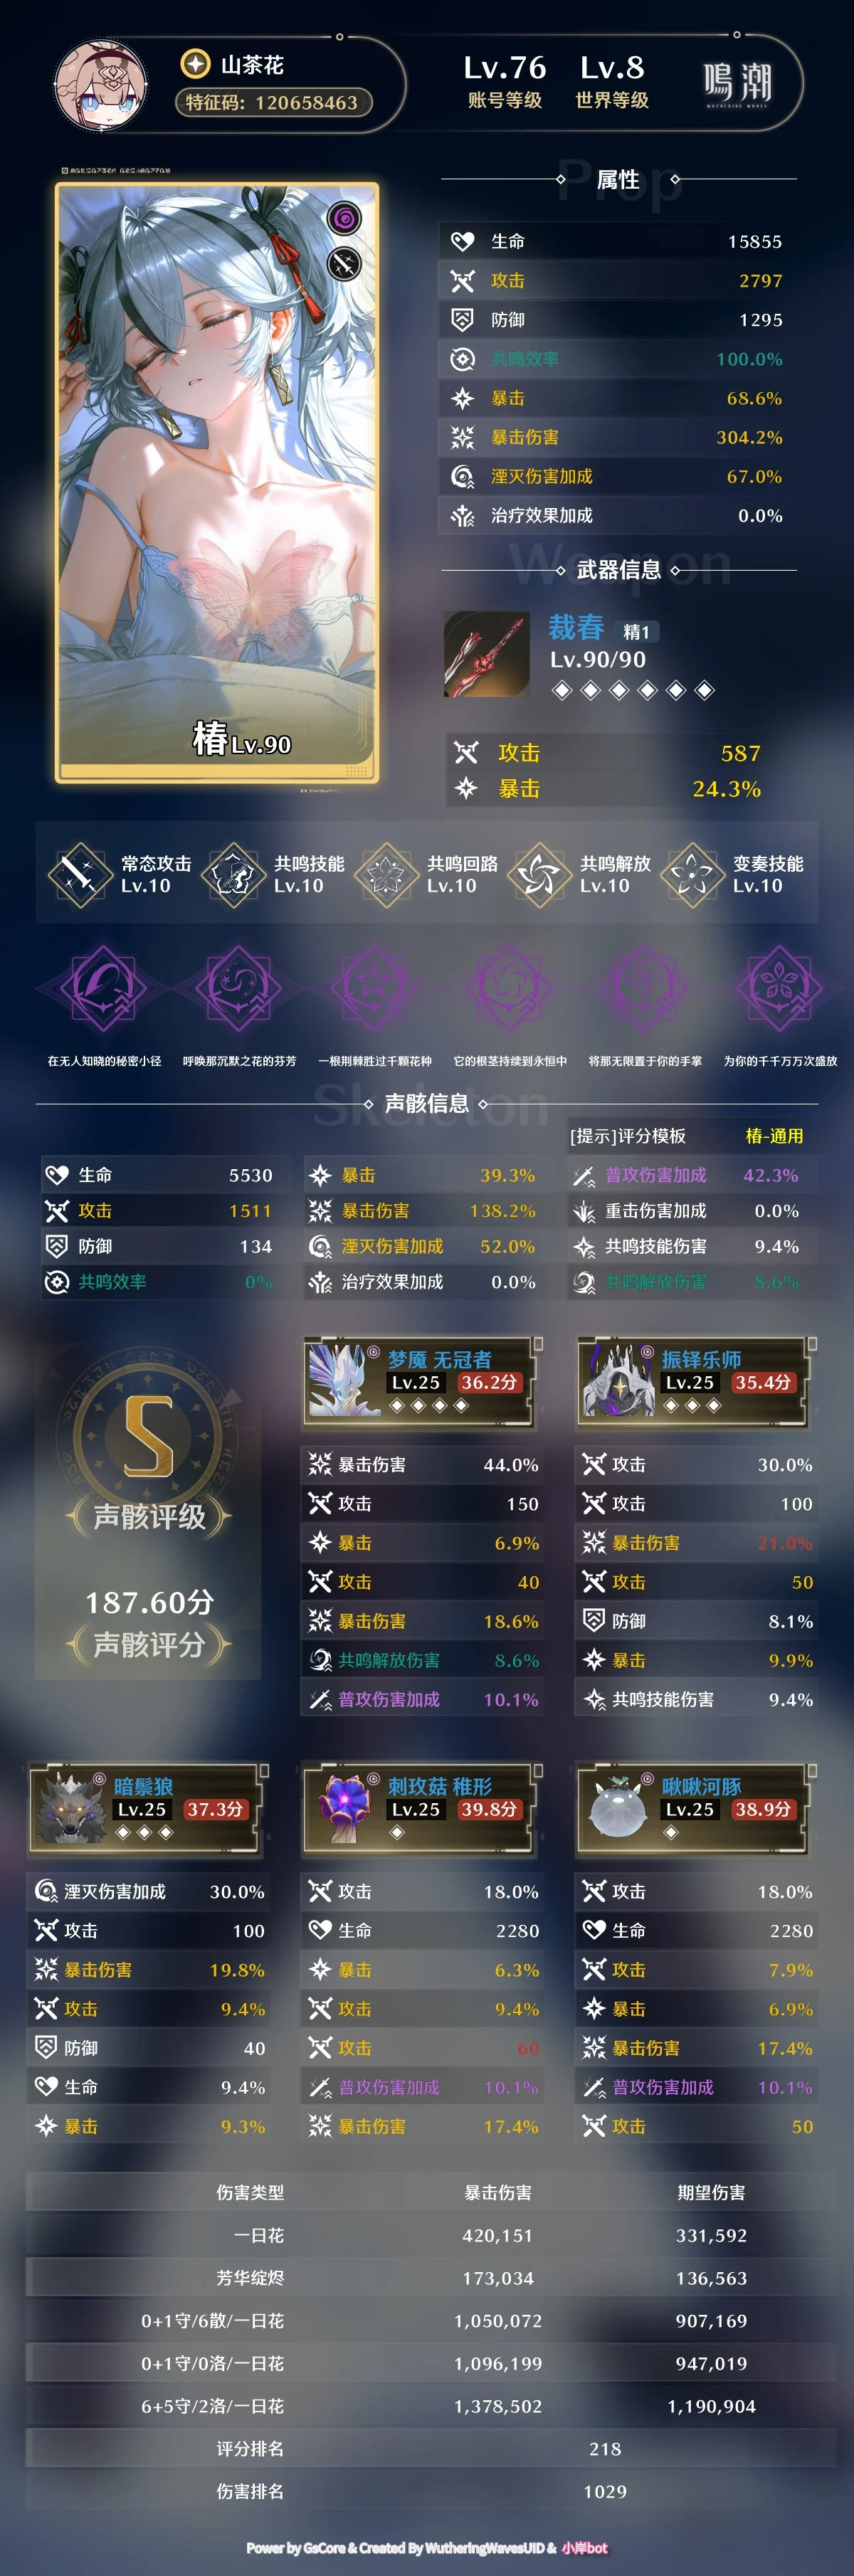 山茶花
特征码: 120658463
Lv.76 Lv.8
账号等级 世界等级
鳴潮
WUTHERING WAVES
Prop
属性
生命 15855
攻击 2797
防御 1295
共鸣效率 100.0%
暴击 68.6%
暴击伤害 304.2%
湮灭伤害加成 67.0%
治疗效果加成 0.0%
椿 Lv.90
Weapon
武器信息
裁春 精1
Lv.90/90
攻击 587
暴击 24.3%
常态攻击 共鸣技能 共鸣回路 共鸣解放 变奏技能
Lv.10 Lv.10 Lv.10 Lv.10 Lv.10
在无人知晓的秘密小径 呼唤那沉默之花的芬芳 一根荆棘胜过千颗花种 它的根茎持续到永恒中 将那无限置于你的手掌 为你的千千万万次盛放
Skeleton
声骸信息
[提示]评分模板 椿-通用
生命 5530 暴击 39.3% 普攻伤害加成 42.3%
攻击 1511 暴击伤害 138.2% 重击伤害加成 0.0%
防御 134 湮灭伤害加成 52.0% 共鸣技能伤害 9.4%
共鸣效率 0% 治疗效果加成 0.0% 共鸣解放伤害 8.6%
S
声骸评级
187.60分
声骸评分
梦魇 无冠者
Lv.25 36.2分
暴击伤害 44.0%
攻击 150
暴击 6.9%
攻击 40
暴击伤害 18.6%
共鸣解放伤害 8.6%
普攻伤害加成 10.1%
振铎乐师
Lv.25 35.4分
攻击 30.0%
攻击 100
暴击伤害 21.0%
攻击 50
防御 8.1%
暴击 9.9%
共鸣技能伤害 9.4%
暗鬃狼
Lv.25 37.3分
湮灭伤害加成 30.0%
攻击 100
暴击伤害 19.8%
攻击 9.4%
防御 40
生命 9.4%
暴击 9.3%
刺玫菇 稚形
Lv.25 39.8分
攻击 18.0%
生命 2280
暴击 6.3%
攻击 9.4%
攻击 60
普攻伤害加成 10.1%
暴击伤害 17.4%
啾啾河豚
Lv.25 38.9分
攻击 18.0%
生命 2280
攻击 7.9%
暴击 6.9%
暴击伤害 17.4%
普攻伤害加成 10.1%
攻击 50
伤害类型 暴击伤害 期望伤害
一日花 420,151 331,592
芳华绽烬 173,034 136,563
0+1守/6散/一日花 1,050,072 907,169
0+1守/0洛/一日花 1,096,199 947,019
6+5守/2洛/一日花 1,378,502 1,190,904
评分排名 218
伤害排名 1029
Power by GsCore & Created By WutheringWavesUID & 小岸bot